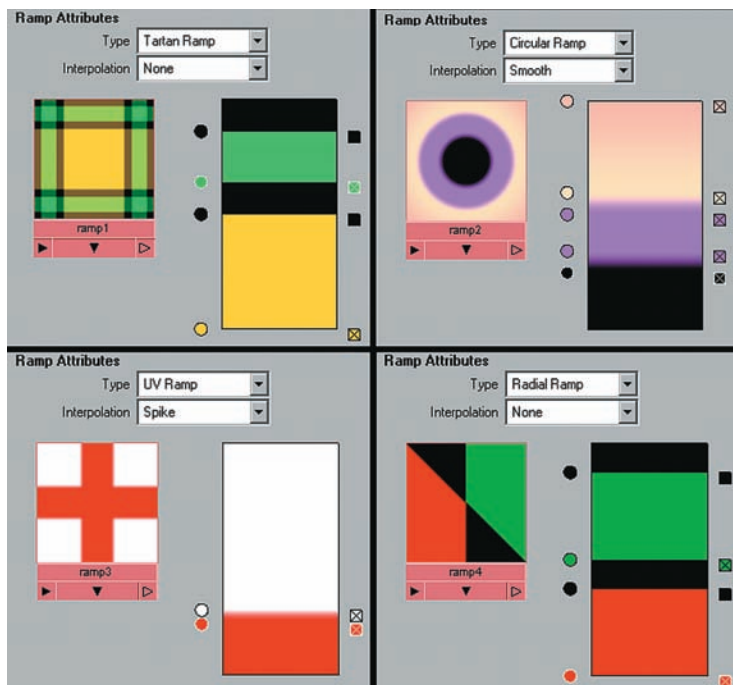 Ramp Attributes
Type Tartan Ramp
Interpolation None
ramp1
Ramp Attributes
Type Circular Ramp
Interpolation Smooth
ramp2
Ramp Attributes
Type UV Ramp
Interpolation Spike
ramp3
Ramp Attributes
Type Radial Ramp
Interpolation None
ramp4